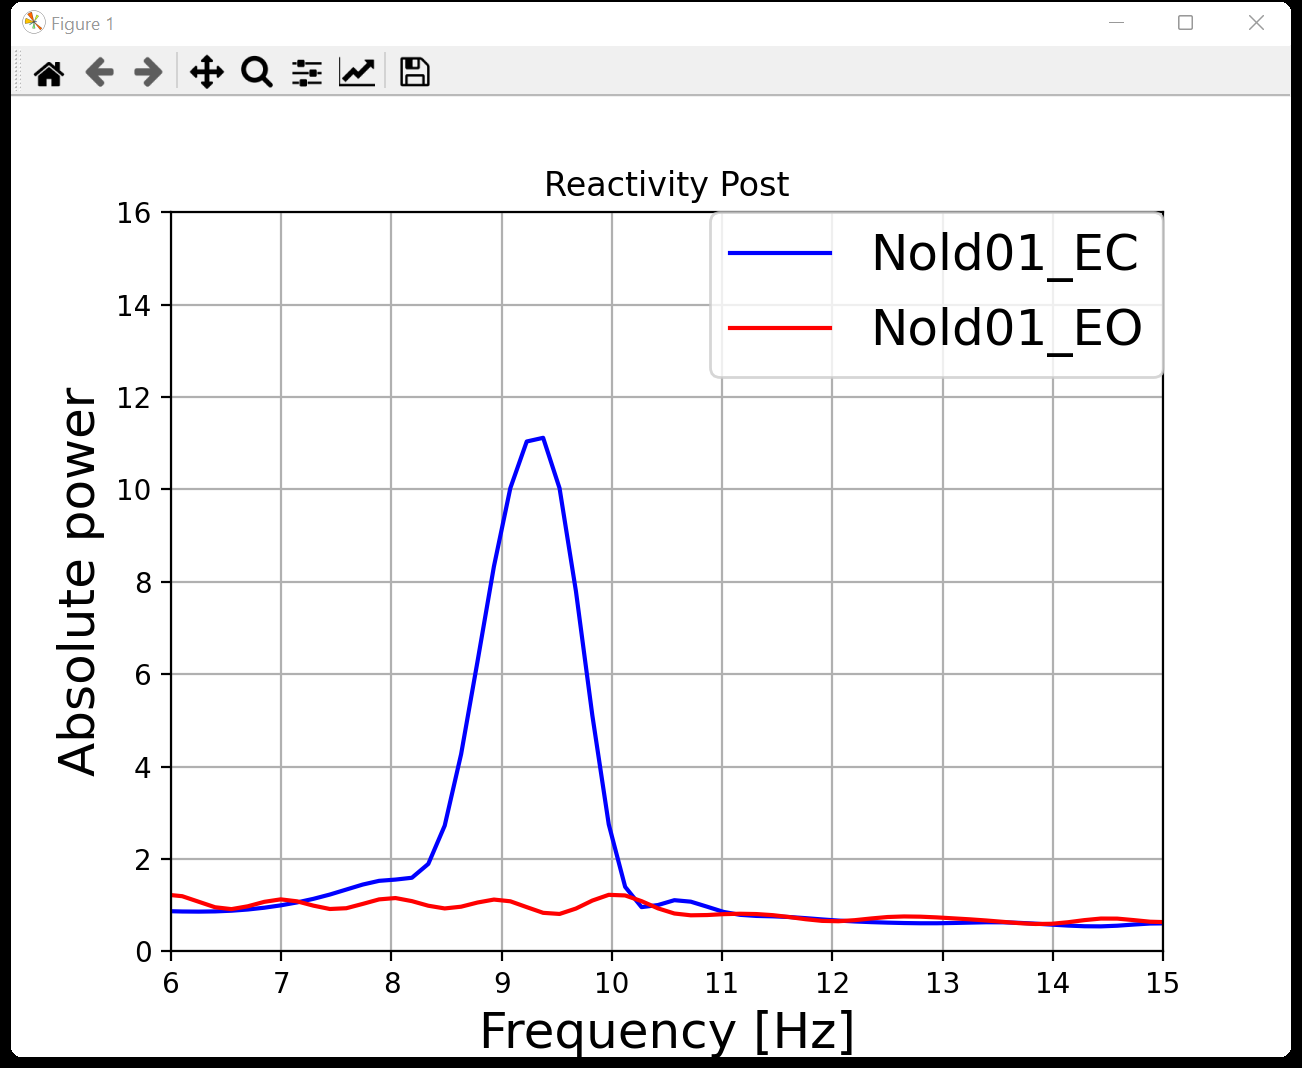 Figure 1
Reactivity Post
Nold01_EC
Nold01_EO
16
14
12
10
8
6
4
2
0
Absolute power
6 7 8 9 10 11 12 13 14 15
Frequency [Hz]